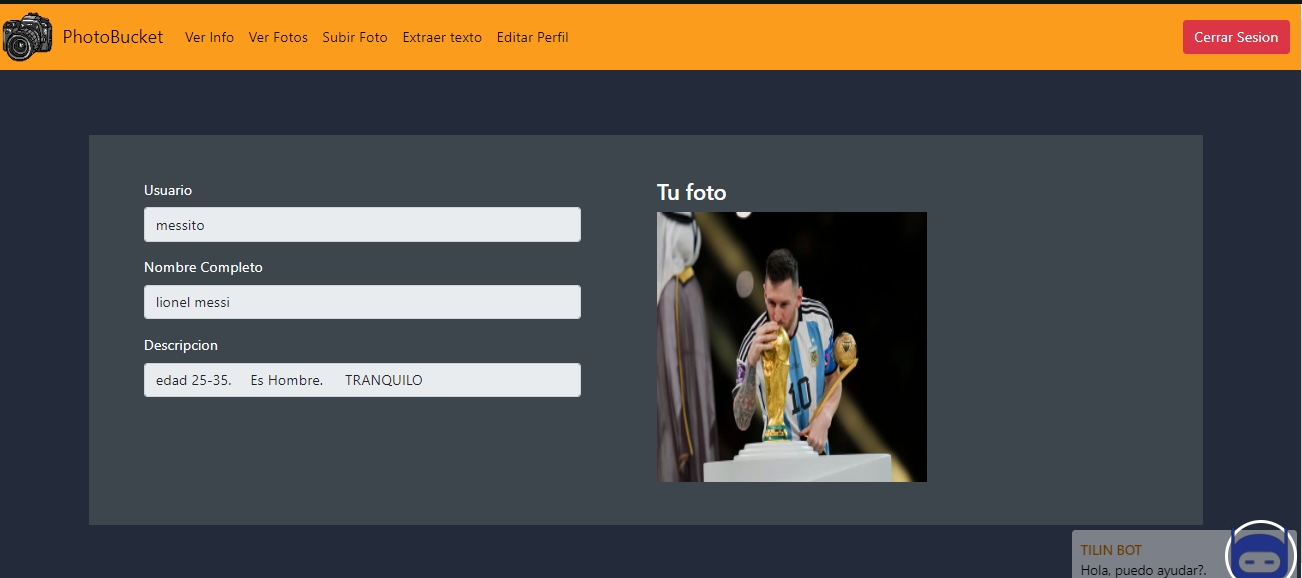 PhotoBucket Ver Info Ver Fotos Subir Foto Extraer texto Editar Perfil Cerrar Sesion
Usuario
messito
Nombre Completo
lionel messi
Descripcion
edad 25-35. Es Hombre. TRANQUILO
Tu foto
10
TILIN BOT
Hola, puedo ayudar?.